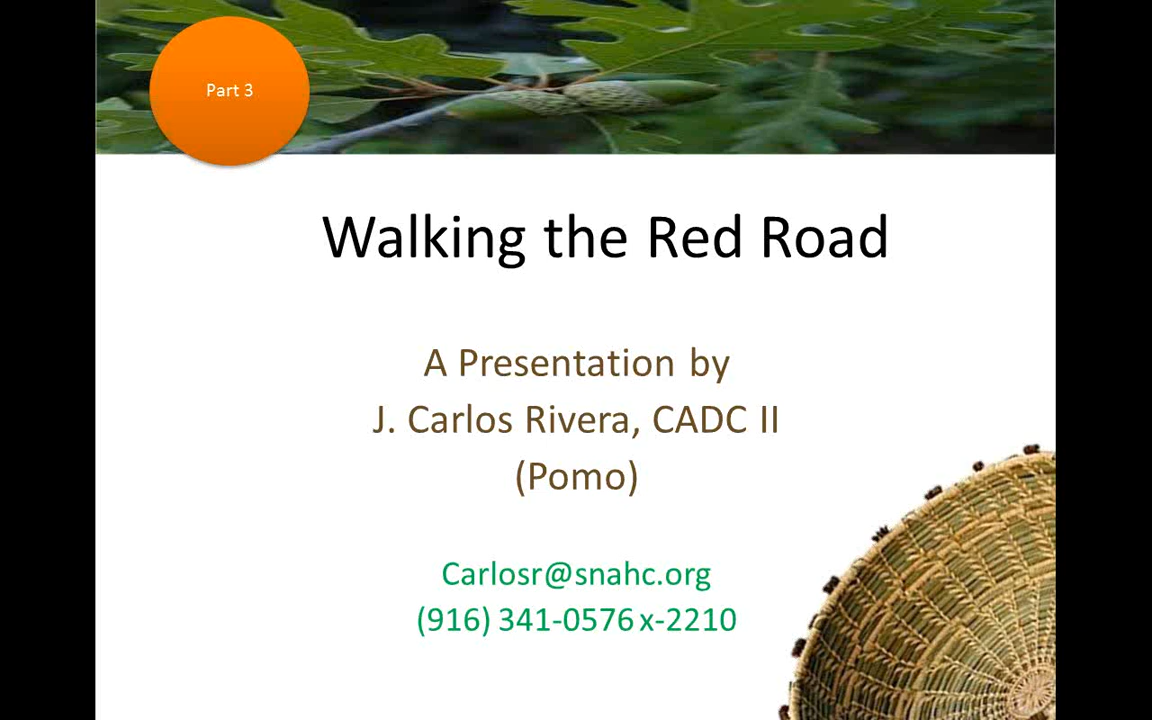 Part 3
Walking the Red Road
A Presentation by
J. Carlos Rivera, CADC II
(Pomo)
Carlosr@snahc.org
(916) 341-0576 x-2210